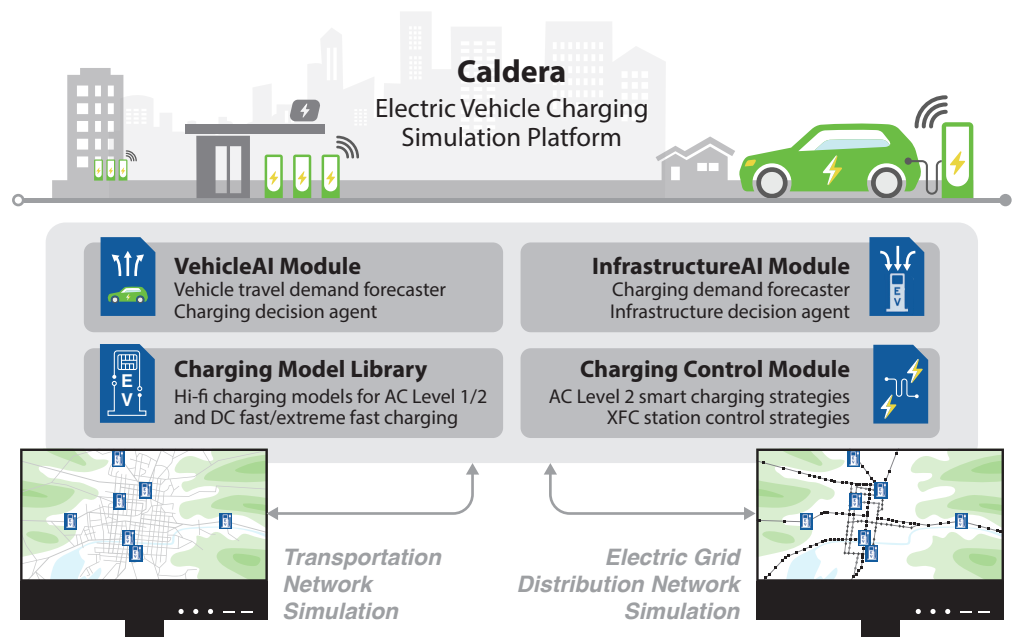 Caldera
Electric Vehicle Charging
Simulation Platform
VehicleAI Module
Vehicle travel demand forecaster
Charging decision agent
InfrastructureAI Module
Charging demand forecaster
Infrastructure decision agent
E
V
E
V
Charging Model Library
Hi-fi charging models for AC Level 1/2
and DC fast/extreme fast charging
Charging Control Module
AC Level 2 smart charging strategies
XFC station control strategies
Transportation
Network
Simulation
Electric Grid
Distribution Network
Simulation